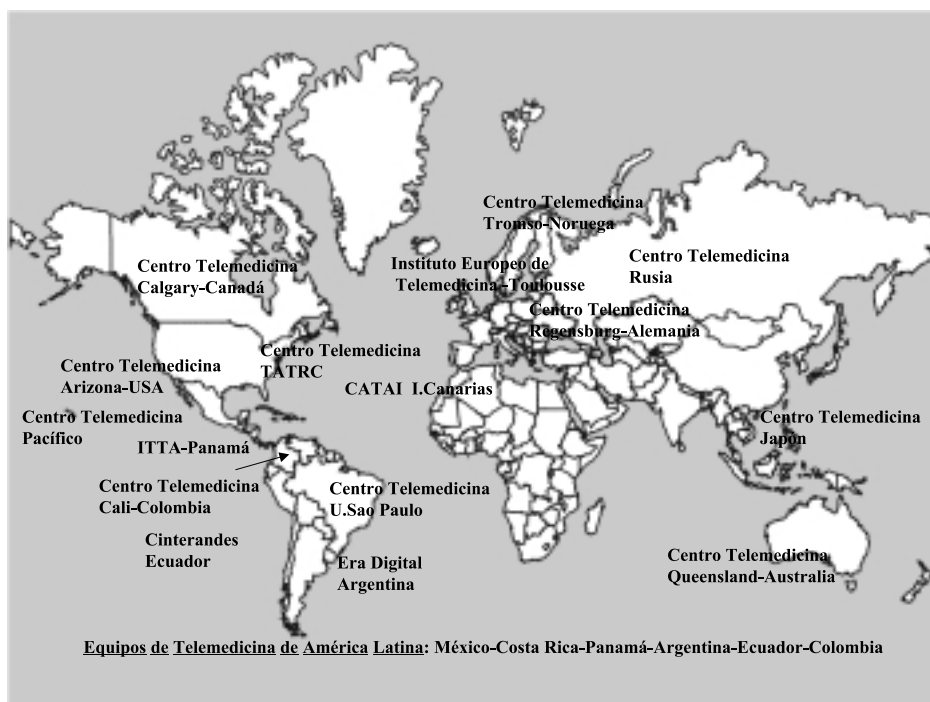 Centro Telemedicina
Tromso-Noruega
Centro Telemedicina
Rusia
Centro Telemedicina
Calgary-Canadá
Instituto Europeo de
Telemedicina -Toulousse
Centro Telemedicina
Regensburg-Alemania
Centro Telemedicina
TATRC
Centro Telemedicina
Arizona-USA
CATAI I.Canarias
Centro Telemedicina
Pacífico
Centro Telemedicina
Japón
ITTA-Panamá
Centro Telemedicina
Cali-Colombia
Centro Telemedicina
U.Sao Paulo
Cinterandes
Ecuador
Era Digital
Argentina
Centro Telemedicina
Queensland-Australia
Equipos de Telemedicina de América Latina: México-Costa Rica-Panamá-Argentina-Ecuador-Colombia